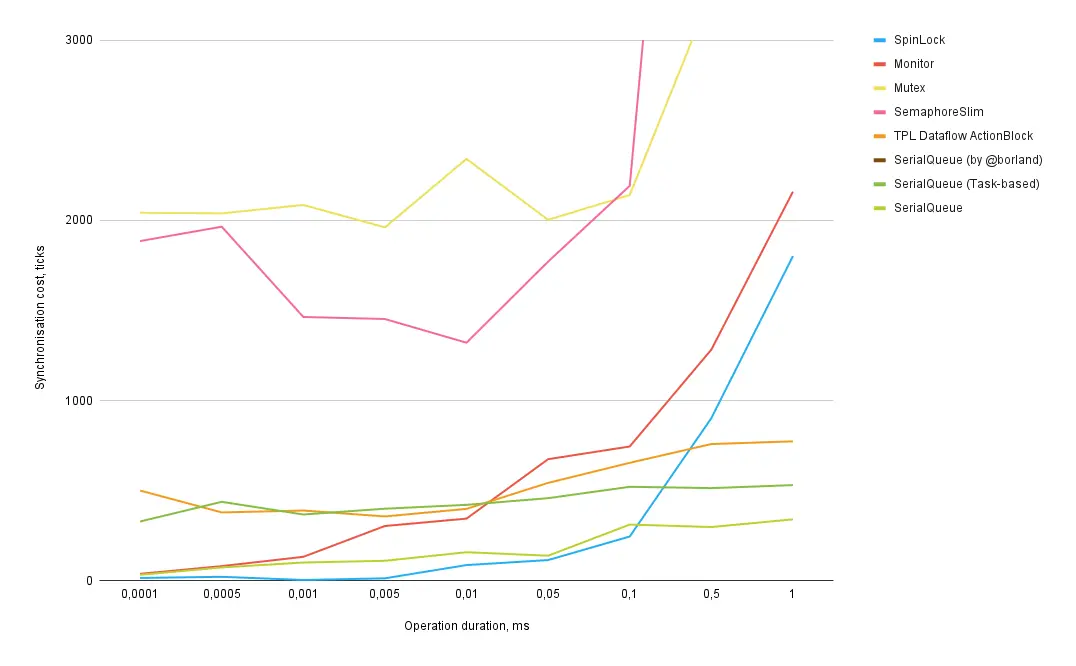 3000
2000
1000
0
Synchronisation cost, ticks
0,0001
0,0005
0,001
0,005
0,01
0,05
0,1
0,5
1
Operation duration, ms
SpinLock
Monitor
Mutex
SemaphoreSlim
TPL Dataflow ActionBlock
SerialQueue (by @borland)
SerialQueue (Task-based)
SerialQueue